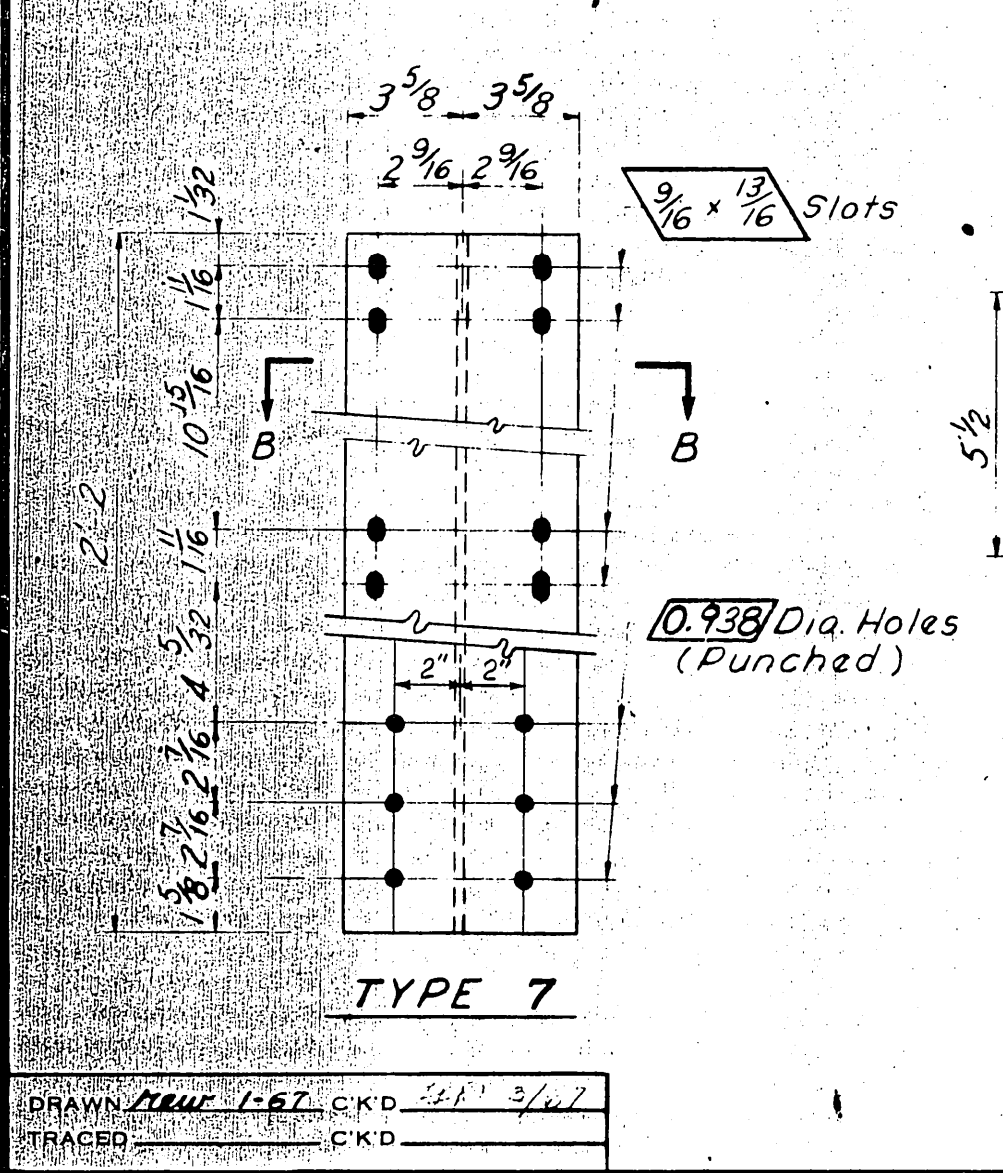 3 5/8 3 5/8
2 9/16 2 9/16
9/16 x 13/16 Slots
1 1/32
1 11/16
10 15/16
1 11/16
4 5/32
2 7/16
2 7/16
1 5/8
2'-2
B B
5 1/2
0.938 Dia. Holes
(Punched)
2" 2"
TYPE 7
DRAWN 1-67 C'K'D 3/67
TRACED C'K'D